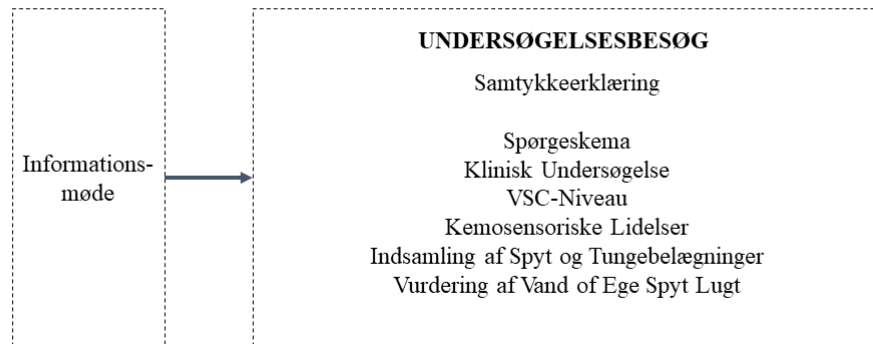 Informations-
møde
UNDERSØGELSESBESØG
Samtykkeerklæring
Spørgeskema
Klinisk Undersøgelse
VSC-Niveau
Kemosensoriske Lidelser
Indsamling af Spyt og Tungebelægninger
Vurdering af Vand of Ege Spyt Lugt